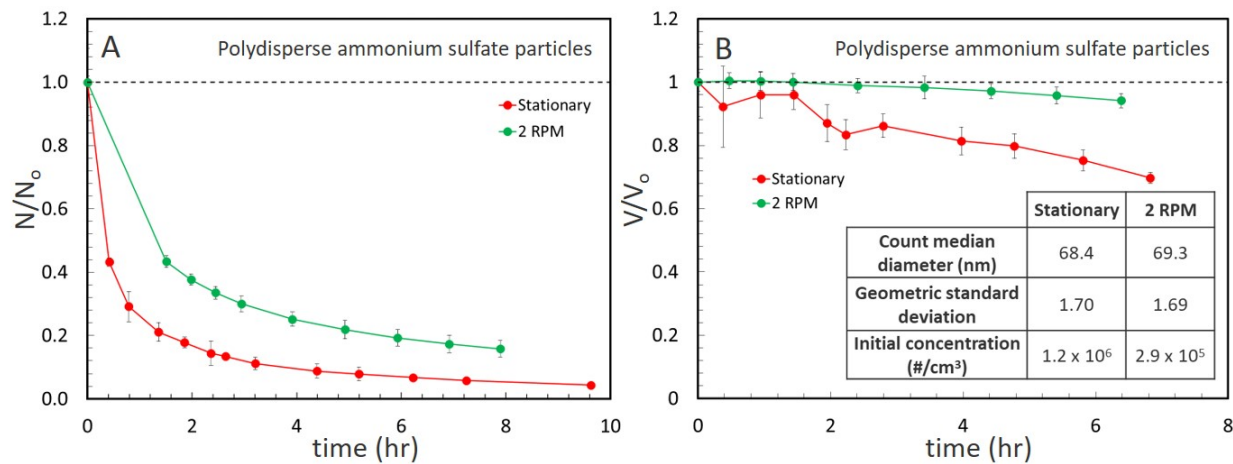 A
Polydisperse ammonium sulfate particles
Stationary
2 RPM
N/Nₒ
1.2
1.0
0.8
0.6
0.4
0.2
0.0
0 2 4 6 8 10
time (hr)
B
Polydisperse ammonium sulfate particles
Stationary
2 RPM
V/Vₒ
1.2
1
0.8
0.6
0.4
0.2
0
0 2 4 6 8
time (hr)
Stationary 2 RPM
Count median
diameter (nm) 68.4 69.3
Geometric standard
deviation 1.70 1.69
Initial concentration
(#/cm³) 1.2 x 10⁶ 2.9 x 10⁵